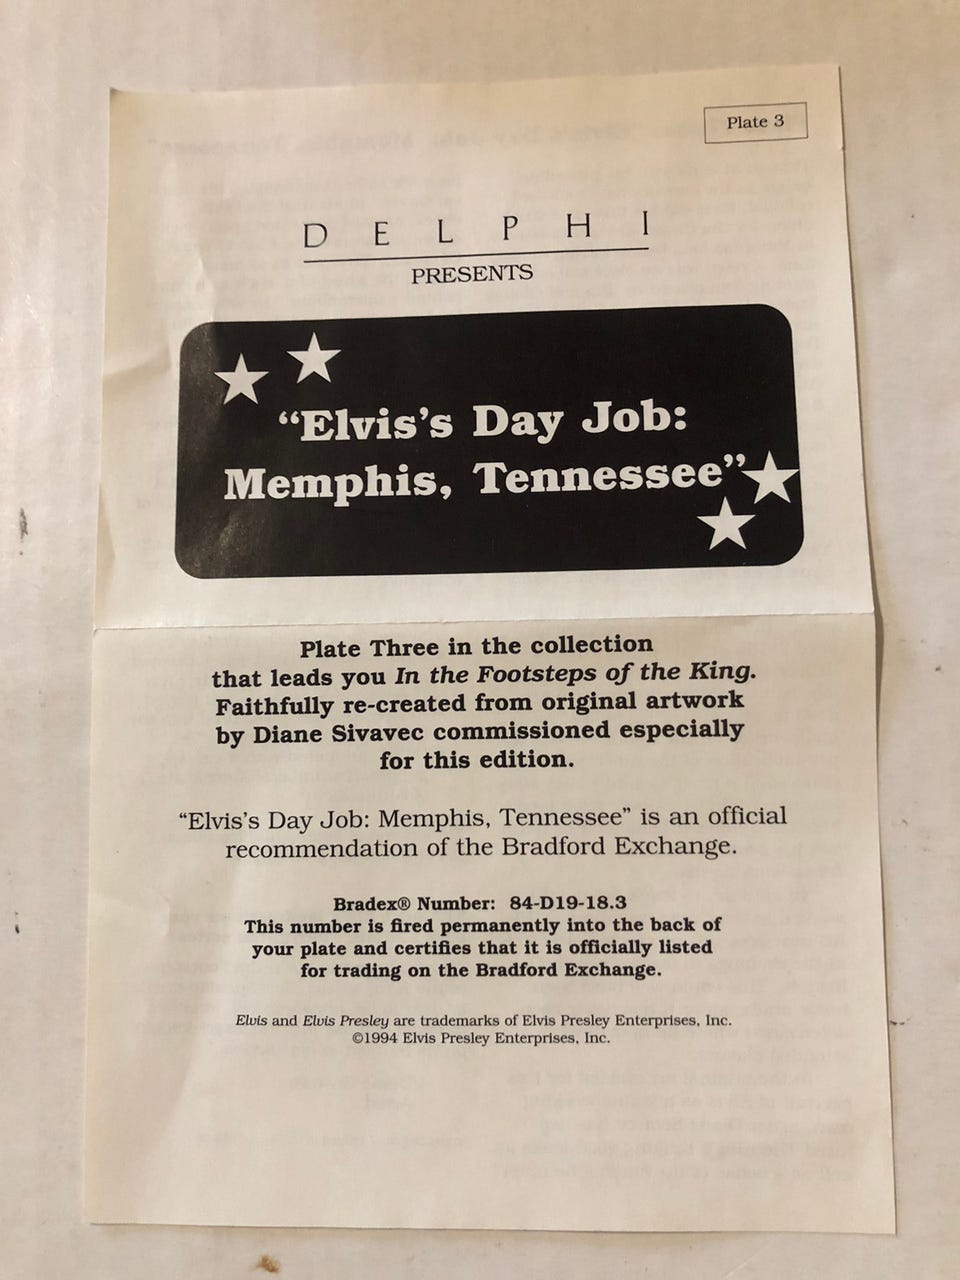 Plate 3
DELPHI
PRESENTS
“Elvis’s Day Job:
Memphis, Tennessee”
Plate Three in the collection
that leads you In the Footsteps of the King.
Faithfully re-created from original artwork
by Diane Sivavec commissioned especially
for this edition.
“Elvis’s Day Job: Memphis, Tennessee” is an official
recommendation of the Bradford Exchange.
Bradex® Number: 84-D19-18.3
This number is fired permanently into the back of
your plate and certifies that it is officially listed
for trading on the Bradford Exchange.
Elvis and Elvis Presley are trademarks of Elvis Presley Enterprises, Inc.
©1994 Elvis Presley Enterprises, Inc.